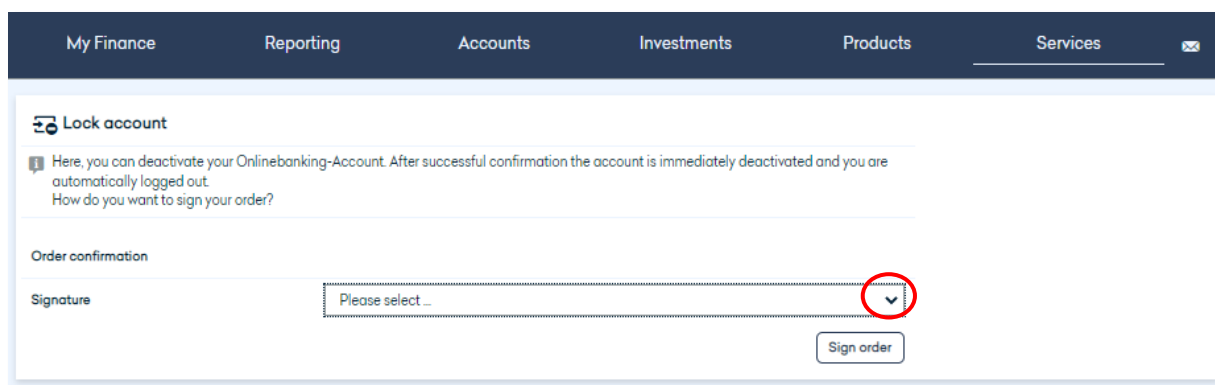 My Finance Reporting Accounts Investments Products Services
Lock account
Here, you can deactivate your Onlinebanking-Account. After successful confirmation the account is immediately deactivated and you are
automatically logged out.
How do you want to sign your order?
Order confirmation
Signature Please select ...
Sign order